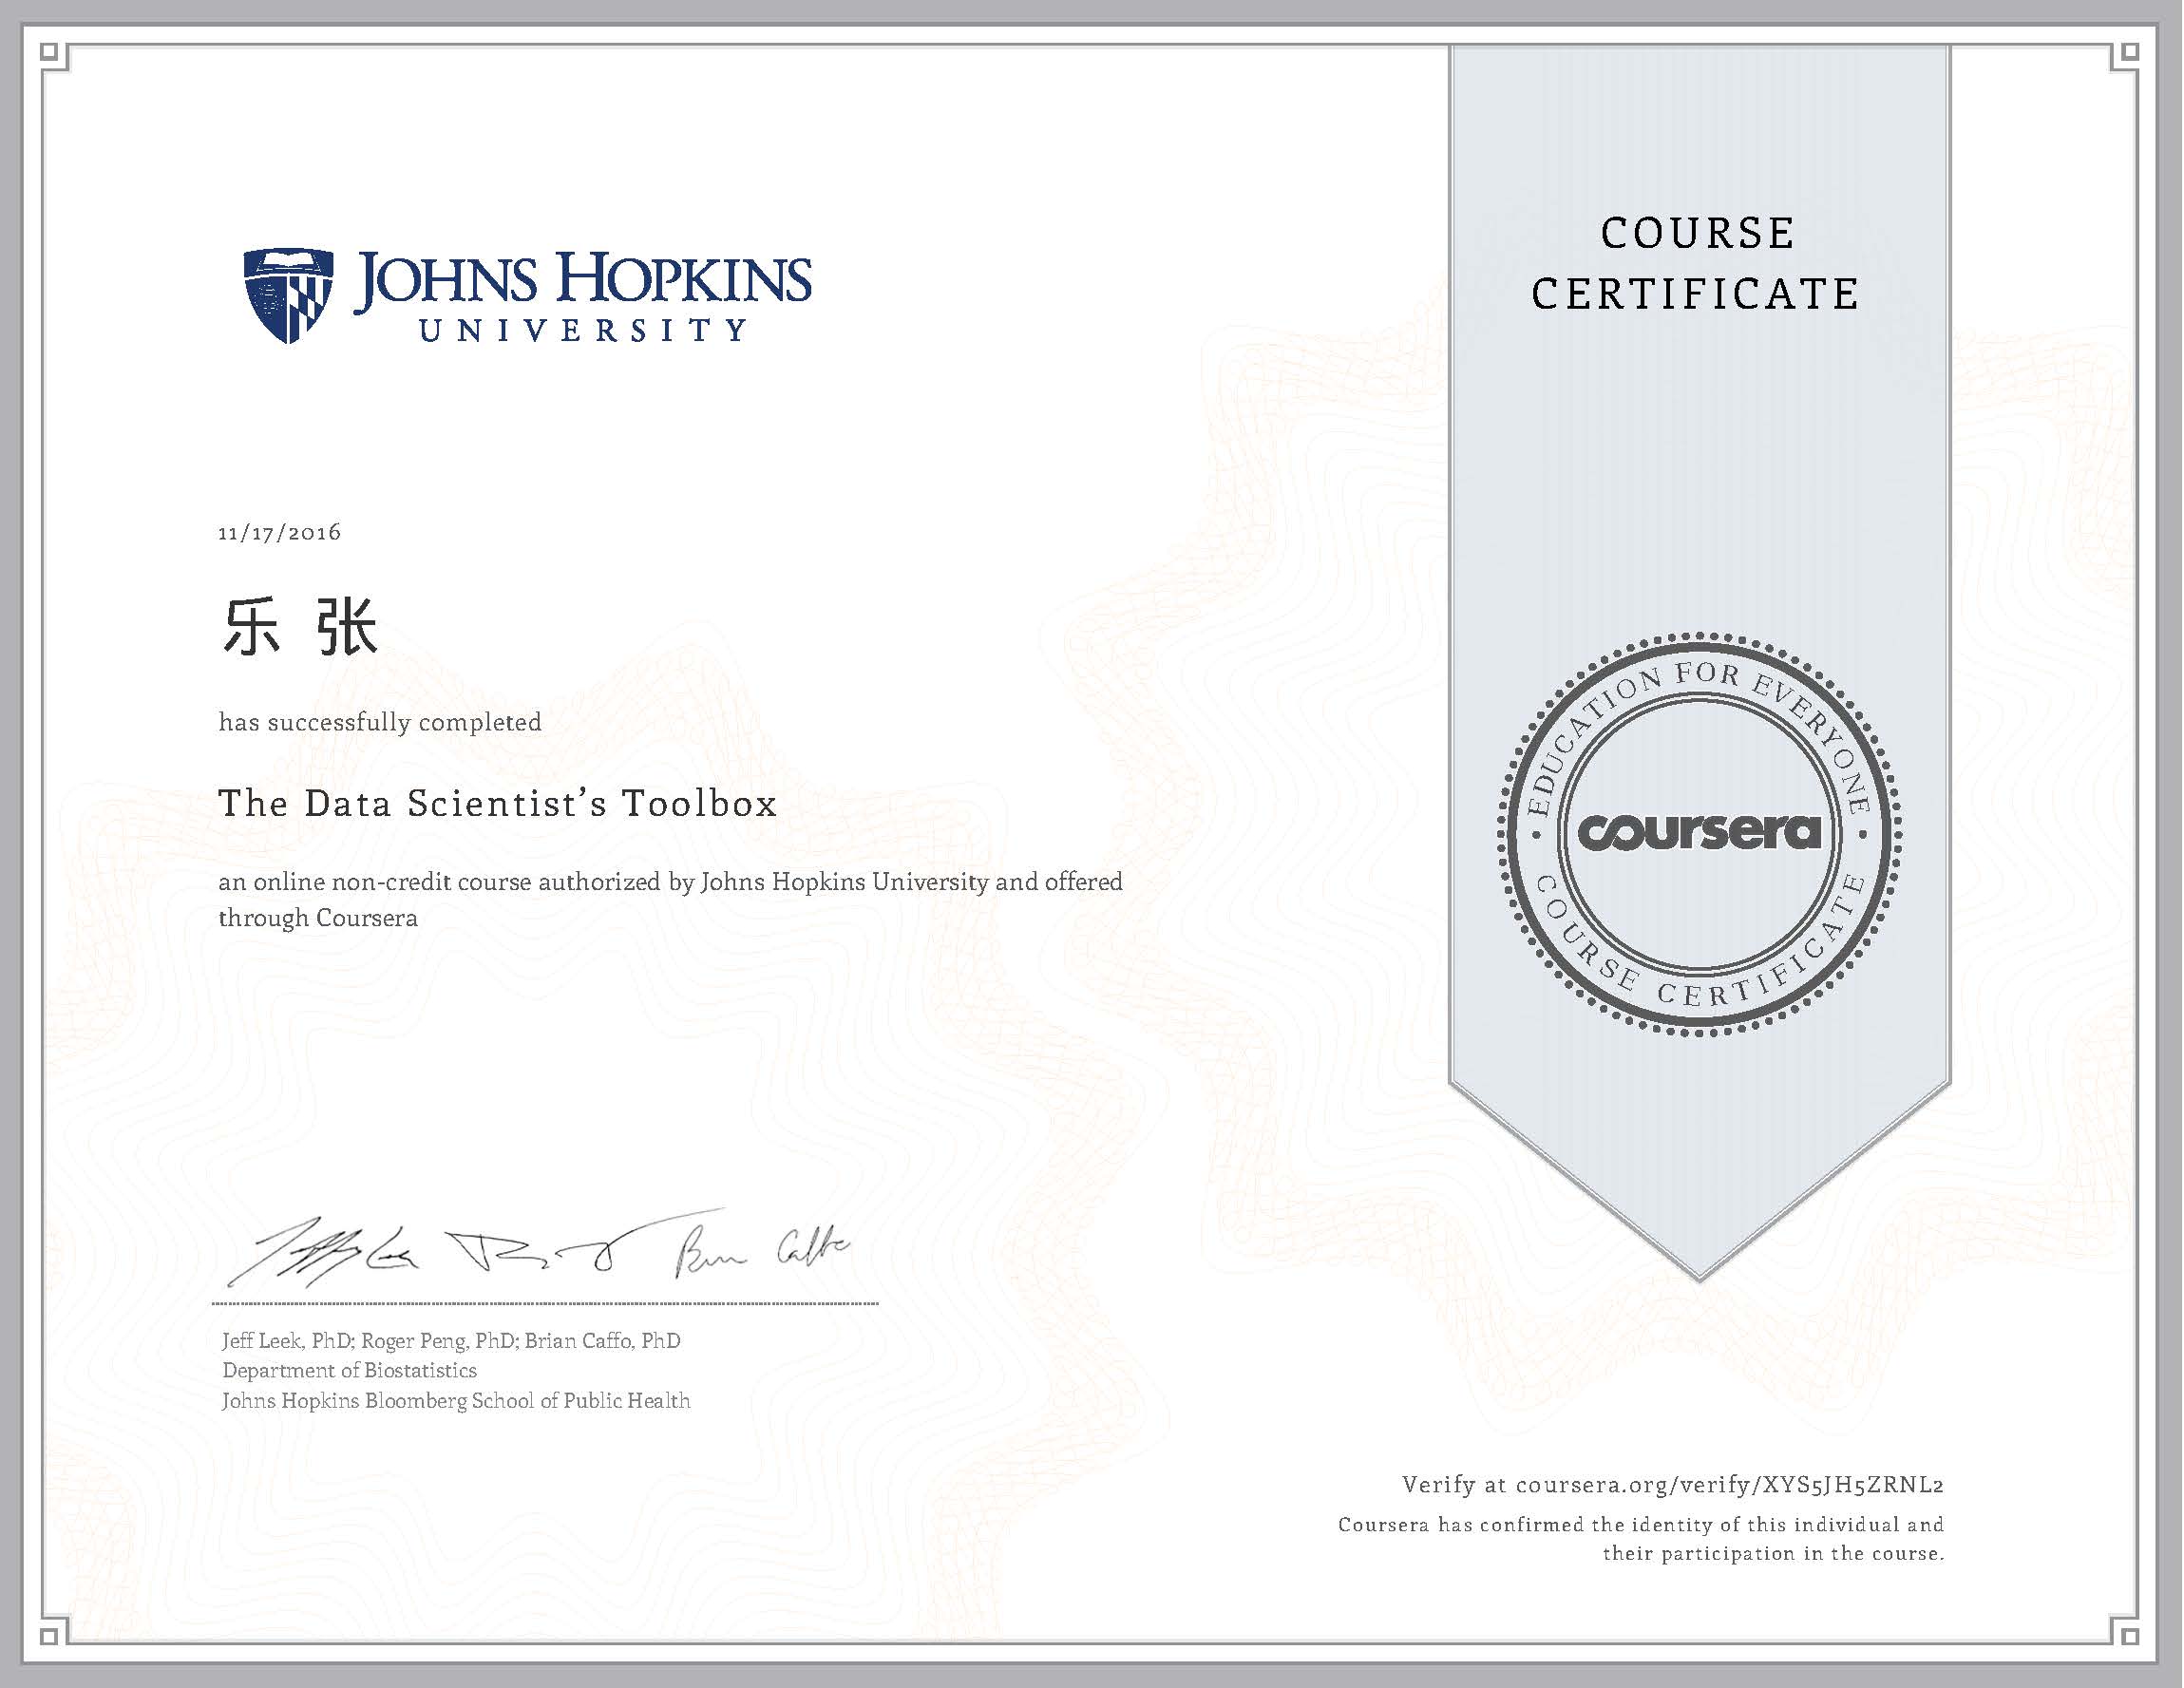 JOHNS HOPKINS
UNIVERSITY
COURSE
CERTIFICATE
11/17/2016
乐 张
has successfully completed
The Data Scientist’s Toolbox
an online non-credit course authorized by Johns Hopkins University and offered
through Coursera
EDUCATION FOR EVERYONE
coursera
COURSE CERTIFICATE
Jeff Leek, PhD; Roger Peng, PhD; Brian Caffo, PhD
Department of Biostatistics
Johns Hopkins Bloomberg School of Public Health
Verify at coursera.org/verify/XYS5JH5ZRNL2
Coursera has confirmed the identity of this individual and
their participation in the course.